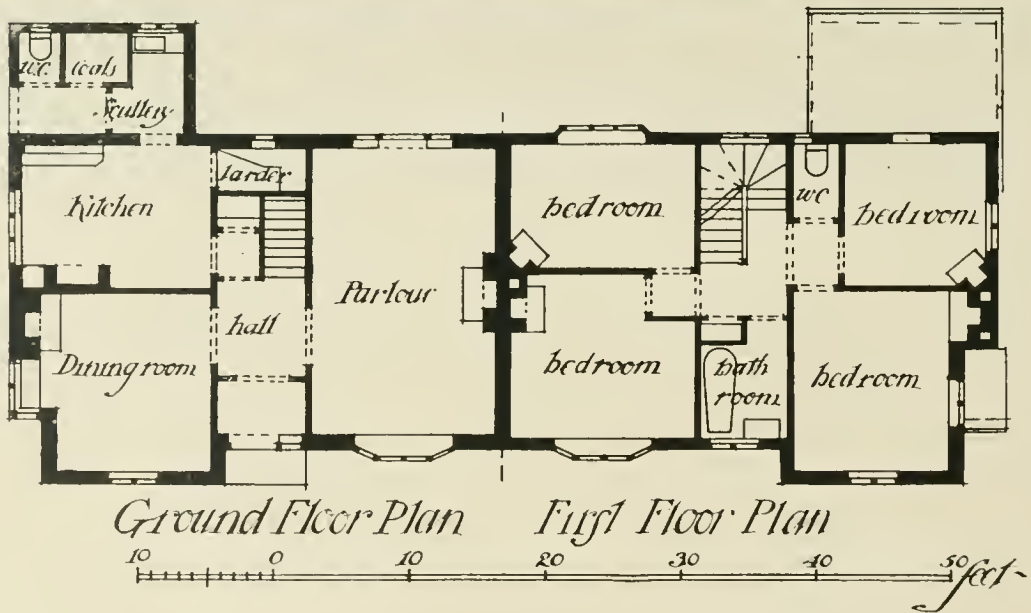 wc coals
Scullery
larder
Kitchen
bedroom
wc
bedroom
Parlour
hall
Dining room
bedroom
bath
room
bedroom
Ground Floor Plan First Floor Plan
10 0 10 20 30 40 50 feet